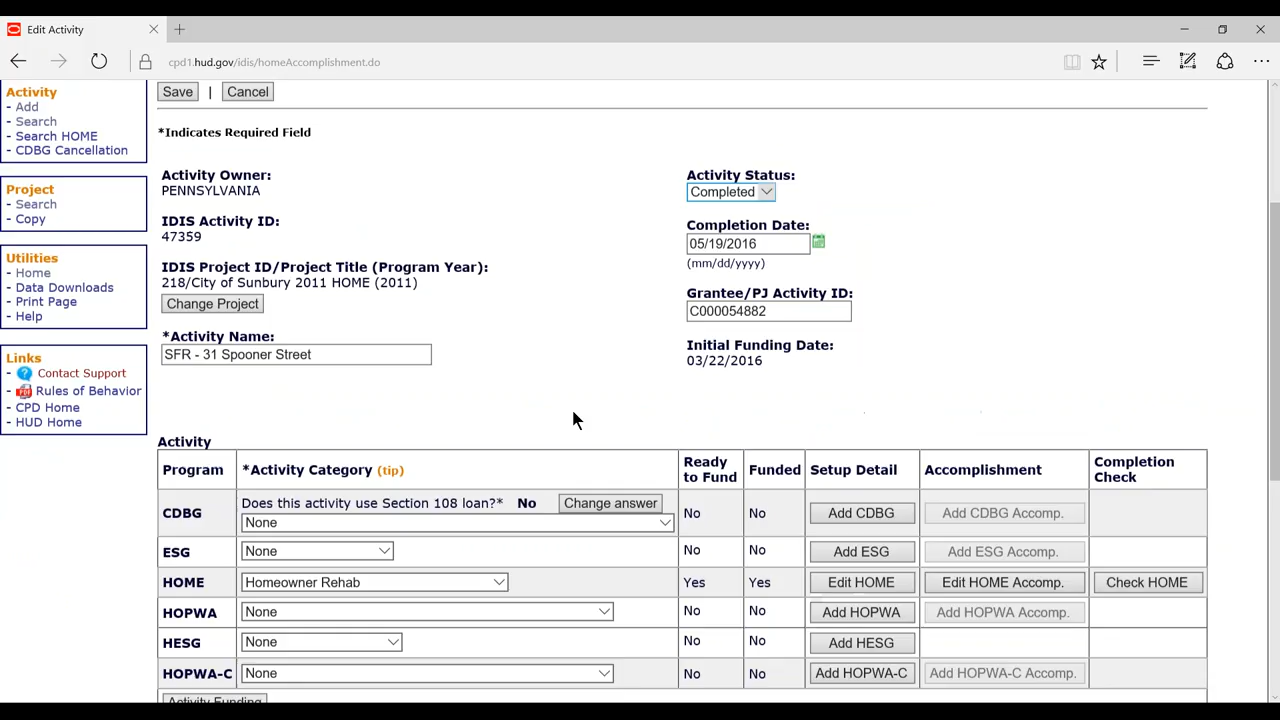 Edit Activity
cpd1.hud.gov/idis/homeAccomplishment.do
Activity
- Add
- Search
- Search HOME
- CDBG Cancellation
Project
- Search
- Copy
Utilities
- Home
- Data Downloads
- Print Page
- Help
Links
- Contact Support
- Rules of Behavior
- CPD Home
- HUD Home
Save | Cancel
*Indicates Required Field
Activity Owner:
PENNSYLVANIA
IDIS Activity ID:
47359
IDIS Project ID/Project Title (Program Year):
218/City of Sunbury 2011 HOME (2011)
Change Project
*Activity Name:
SFR - 31 Spooner Street
Activity Status:
Completed
Completion Date:
05/19/2016
(mm/dd/yyyy)
Grantee/PJ Activity ID:
C000054882
Initial Funding Date:
03/22/2016
Activity
Program *Activity Category (tip) Ready to Fund Funded Setup Detail Accomplishment Completion Check
CDBG Does this activity use Section 108 loan?* No Change answer
None No No Add CDBG Add CDBG Accomp.
ESG None No No Add ESG Add ESG Accomp.
HOME Homeowner Rehab Yes Yes Edit HOME Edit HOME Accomp. Check HOME
HOPWA None No No Add HOPWA Add HOPWA Accomp.
HESG None No No Add HESG
HOPWA-C None No No Add HOPWA-C Add HOPWA-C Accomp.
Activity Funding